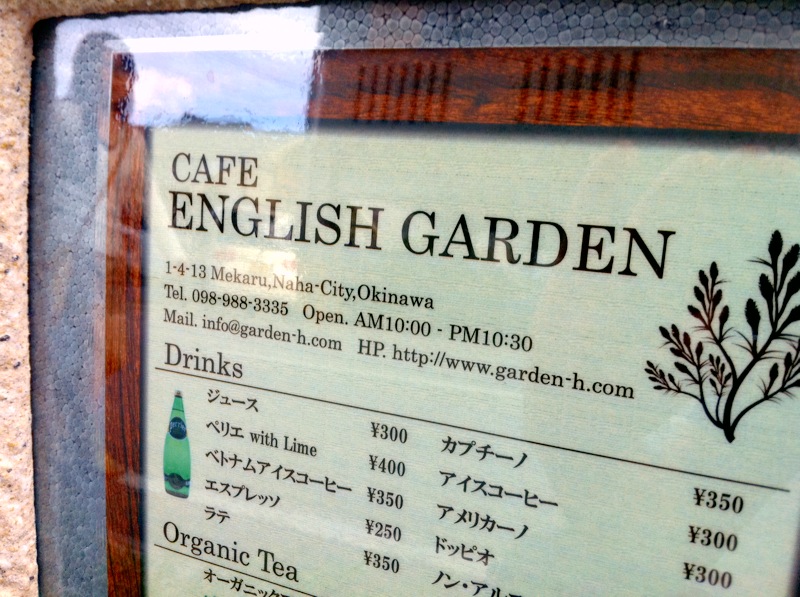 CAFE
ENGLISH GARDEN
1-4-13 Mekaru,Naha-City,Okinawa
Tel. 098-988-3335 Open. AM10:00 - PM10:30
Mail. info@garden-h.com HP. http://www.garden-h.com
Drinks
ジュース ¥300
ペリエ with Lime ¥400
ベトナムアイスコーヒー ¥350
エスプレッソ ¥250
ラテ ¥350
カプチーノ ¥350
アイスコーヒー ¥300
アメリカーノ ¥300
ドッピオ
ノン・アル
Organic Tea
オーガニック